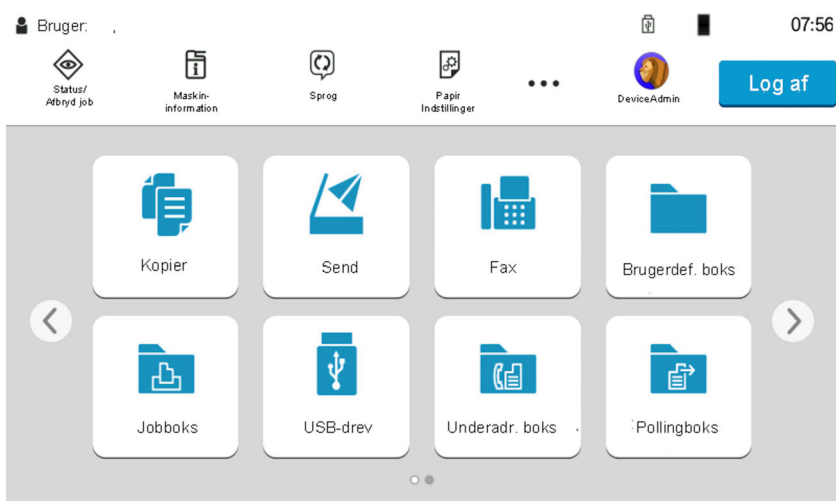 Bruger: ,
07:56
Status/
Afbryd job
Maskin-
information
Sprog
Papir
Indstillinger
DeviceAdmin
Log af
Kopier
Send
Fax
Brugerdef. boks
Jobboks
USB-drev
Underadr. boks
Pollingboks